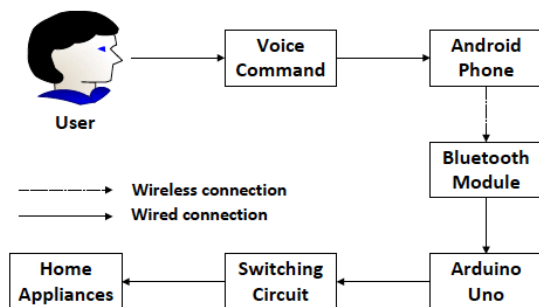 Voice
Command
Android
Phone
User
Bluetooth
Module
Wireless connection
Wired connection
Home
Appliances
Switching
Circuit
Arduino
Uno